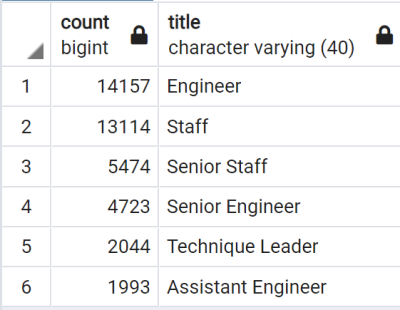 count title
bigint character varying (40)
1 14157 Engineer
2 13114 Staff
3 5474 Senior Staff
4 4723 Senior Engineer
5 2044 Technique Leader
6 1993 Assistant Engineer